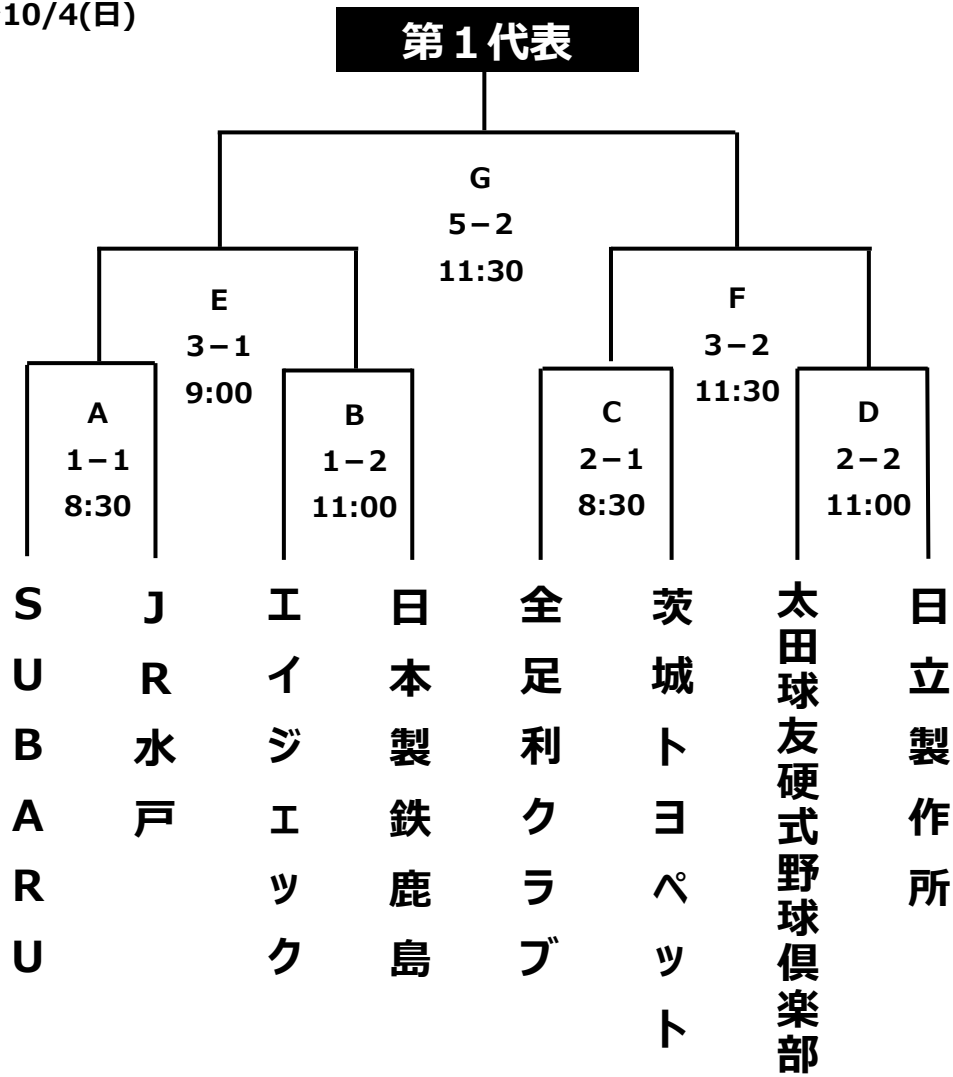 10/4(日)
第1代表
G
5-2
11:30
E
3-1
9:00
F
3-2
11:30
A
1-1
8:30
B
1-2
11:00
C
2-1
8:30
D
2-2
11:00
SUBARU
JR水戸
エイジェック
日本製鉄鹿島
全足利クラブ
茨城トヨペット
太田球友硬式野球倶楽部
日立製作所